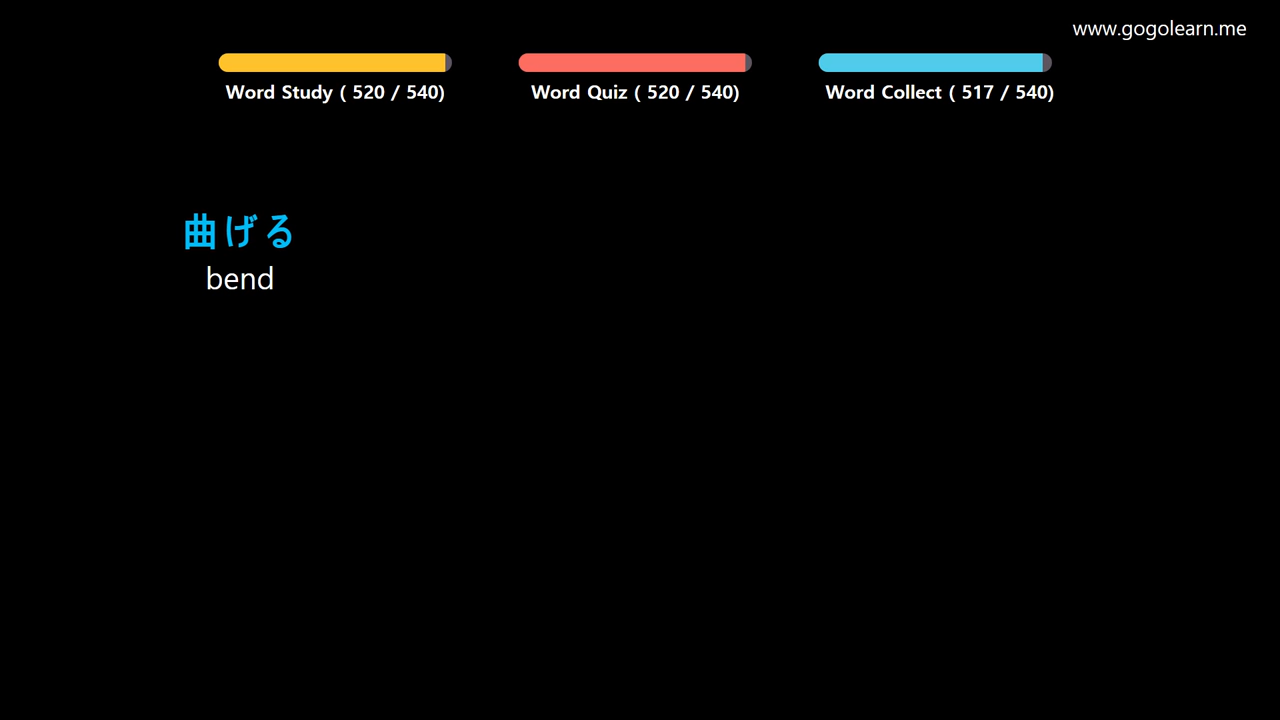 www.gogolearn.me
Word Study ( 520 / 540)
Word Quiz ( 520 / 540)
Word Collect ( 517 / 540)
曲げる
bend